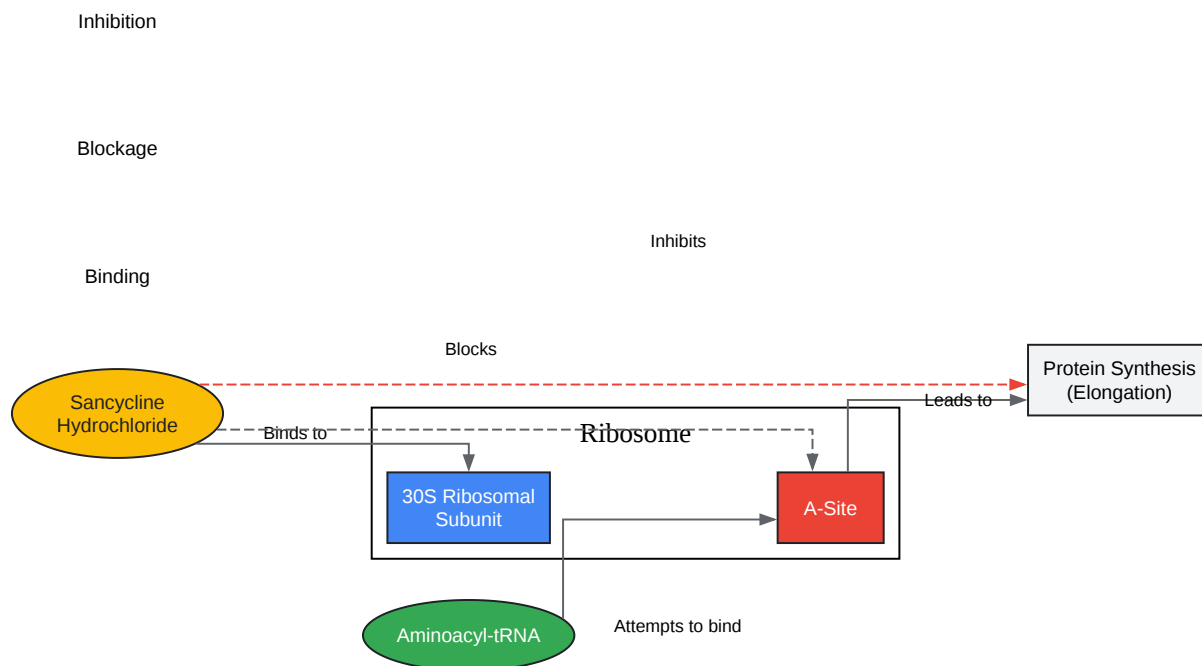 Inhibition
Blockage
Inhibits
Binding
Blocks
Protein Synthesis
(Elongation)
Sancycline
Hydrochloride
Leads to
Binds to
Ribosome
30S Ribosomal
Subunit
A-Site
Aminoacyl-tRNA
Attempts to bind